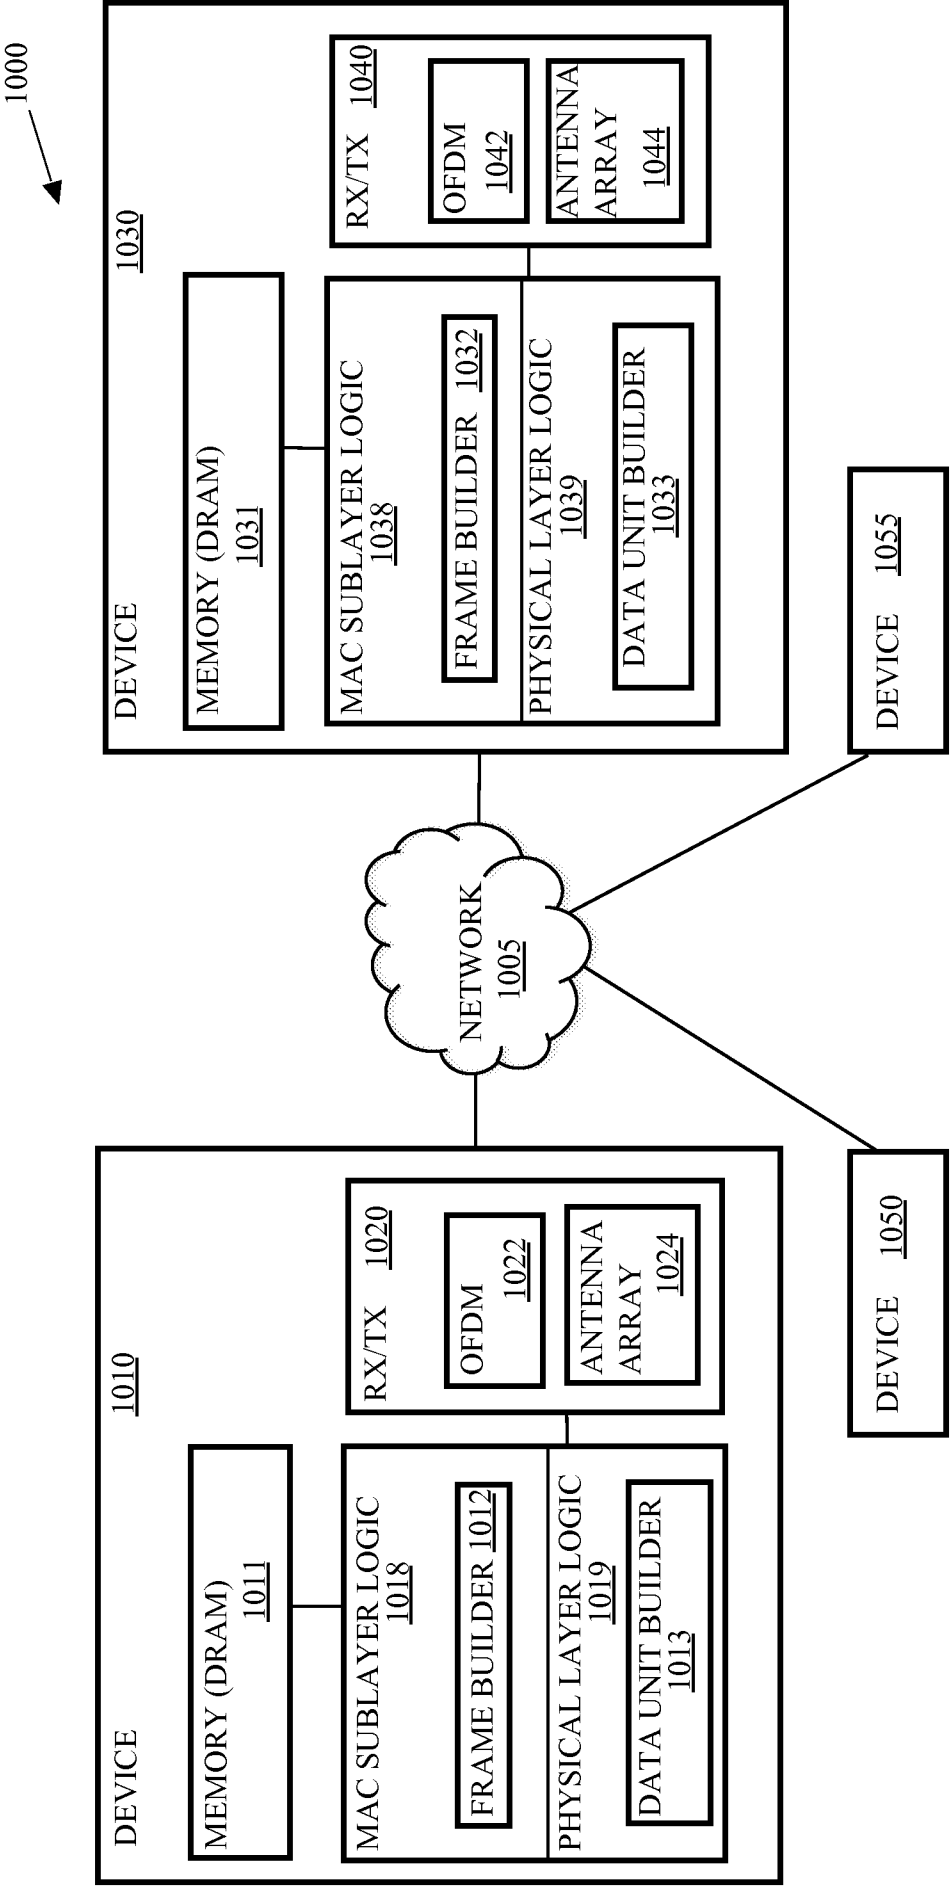 1000
DEVICE 1010
MEMORY (DRAM)
1011
MAC SUBLAYER LOGIC
1018
FRAME BUILDER 1012
PHYSICAL LAYER LOGIC
1019
DATA UNIT BUILDER
1013
RX/TX 1020
OFDM
1022
ANTENNA
ARRAY
1024
NETWORK
1005
DEVICE 1030
MEMORY (DRAM)
1031
MAC SUBLAYER LOGIC
1038
FRAME BUILDER 1032
PHYSICAL LAYER LOGIC
1039
DATA UNIT BUILDER
1033
RX/TX 1040
OFDM
1042
ANTENNA
ARRAY
1044
DEVICE 1050
DEVICE 1055